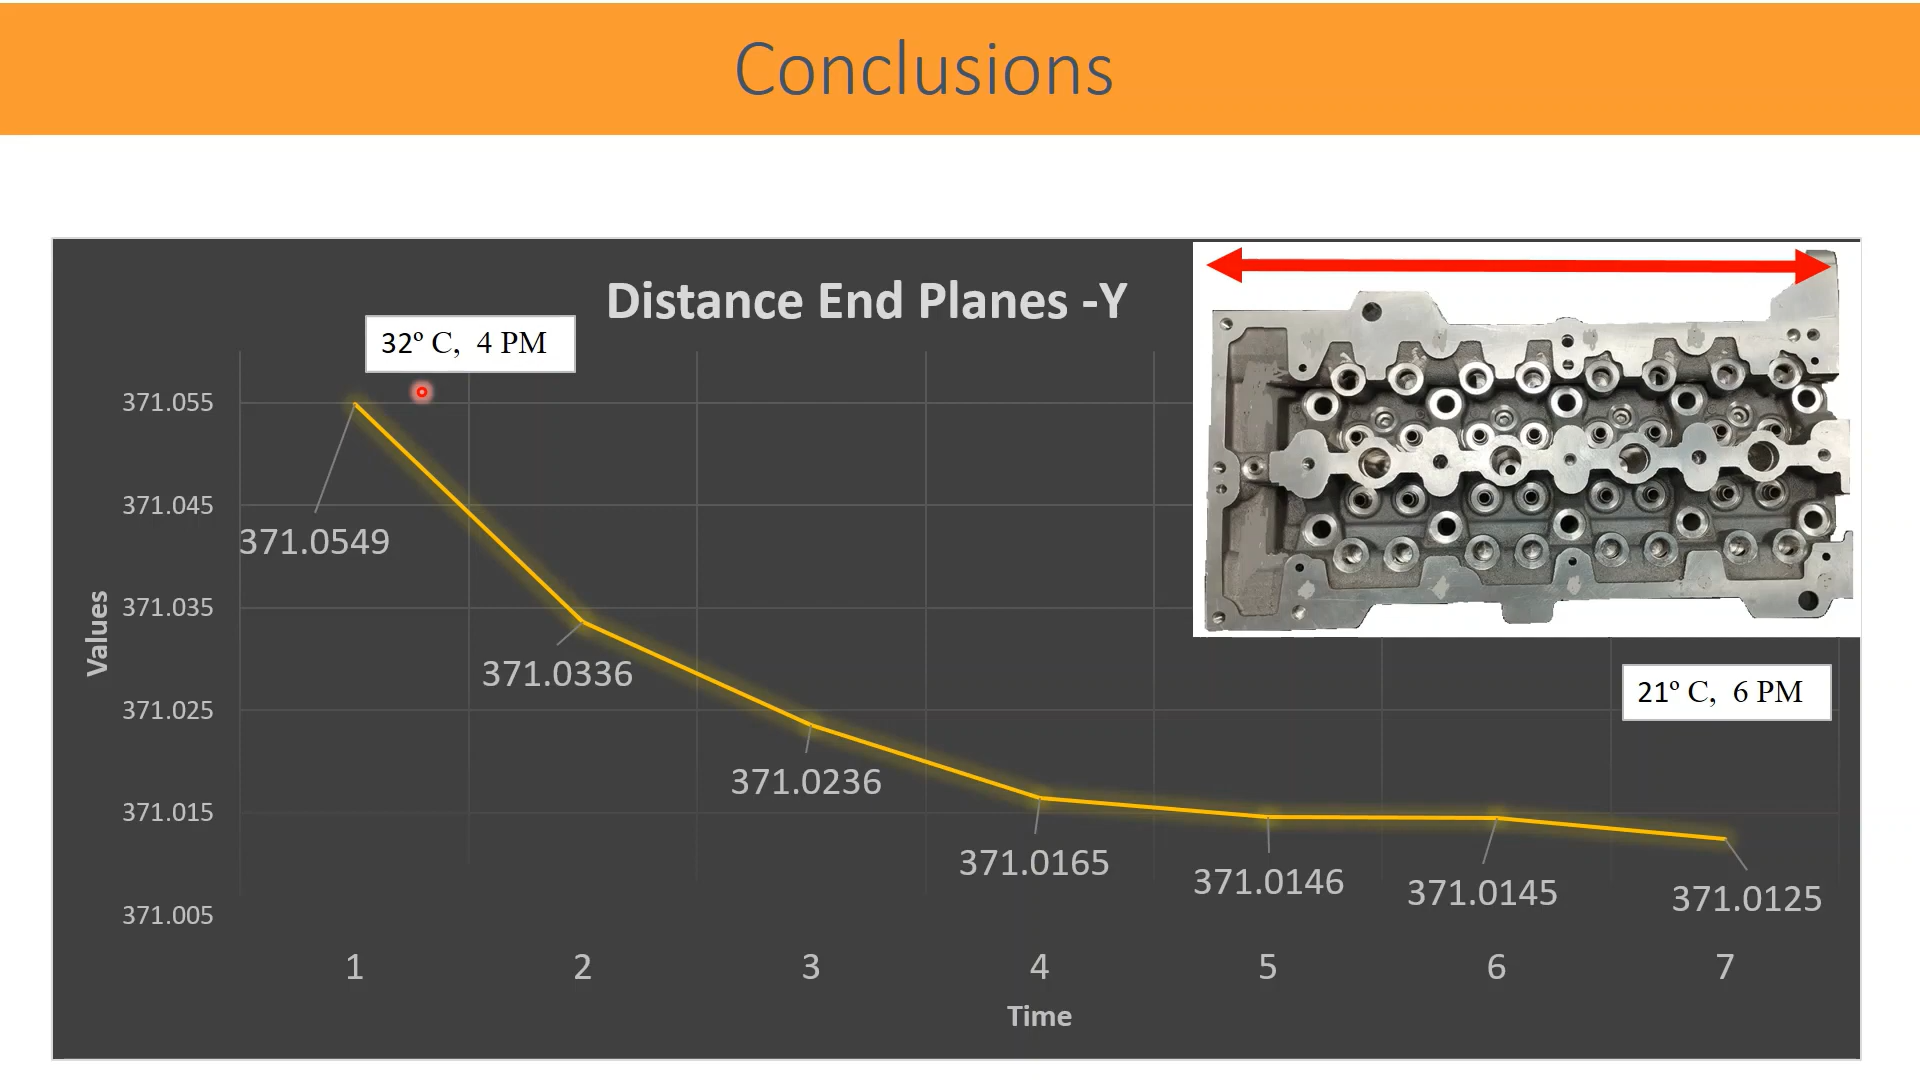 Conclusions
Distance End Planes -Y
32º C, 4 PM
371.055
371.045
371.035
371.025
371.015
371.005
Values
371.0549
371.0336
371.0236
371.0165
371.0146
371.0145
371.0125
21º C, 6 PM
1 2 3 4 5 6 7
Time